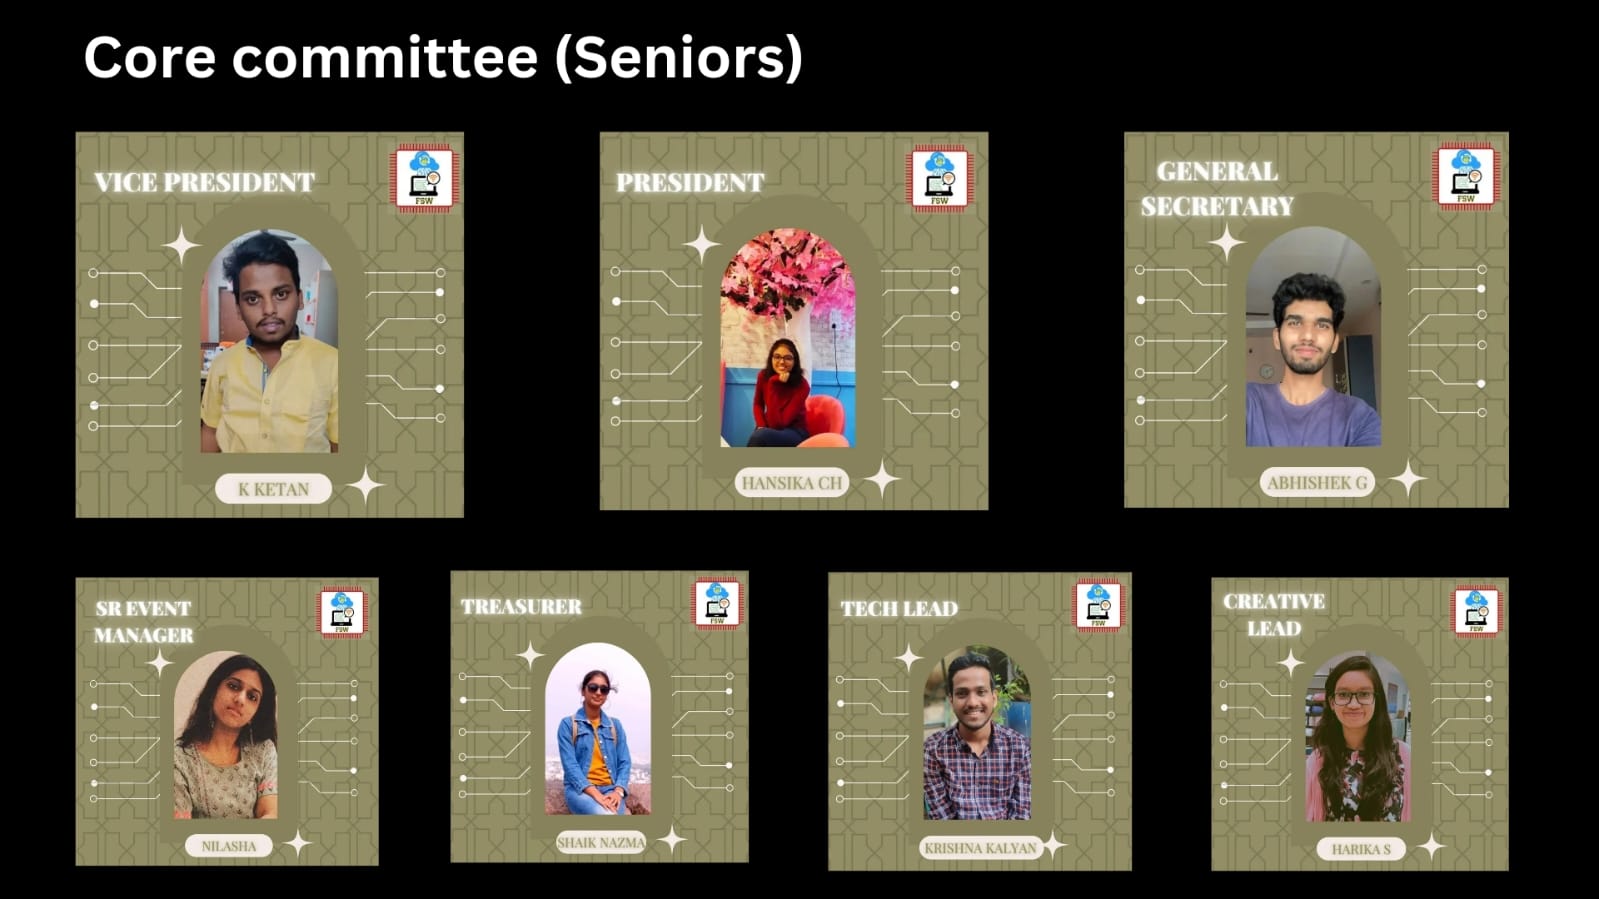 Core committee (Seniors)
VICE PRESIDENT
FSW
K KETAN
PRESIDENT
FSW
HANSIKA CH
GENERAL
SECRETARY
FSW
ABHISHEK G
SR EVENT
MANAGER
FSW
NILASHA
TREASURER
FSW
SHAIK NAZMA
TECH LEAD
FSW
KRISHNA KALYAN
CREATIVE
LEAD
FSW
HARIKA S